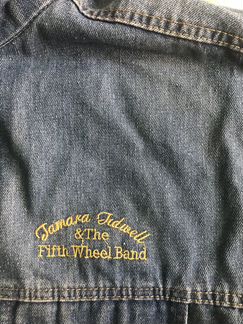 Tamara Tidwell
&The
Fifth Wheel Band